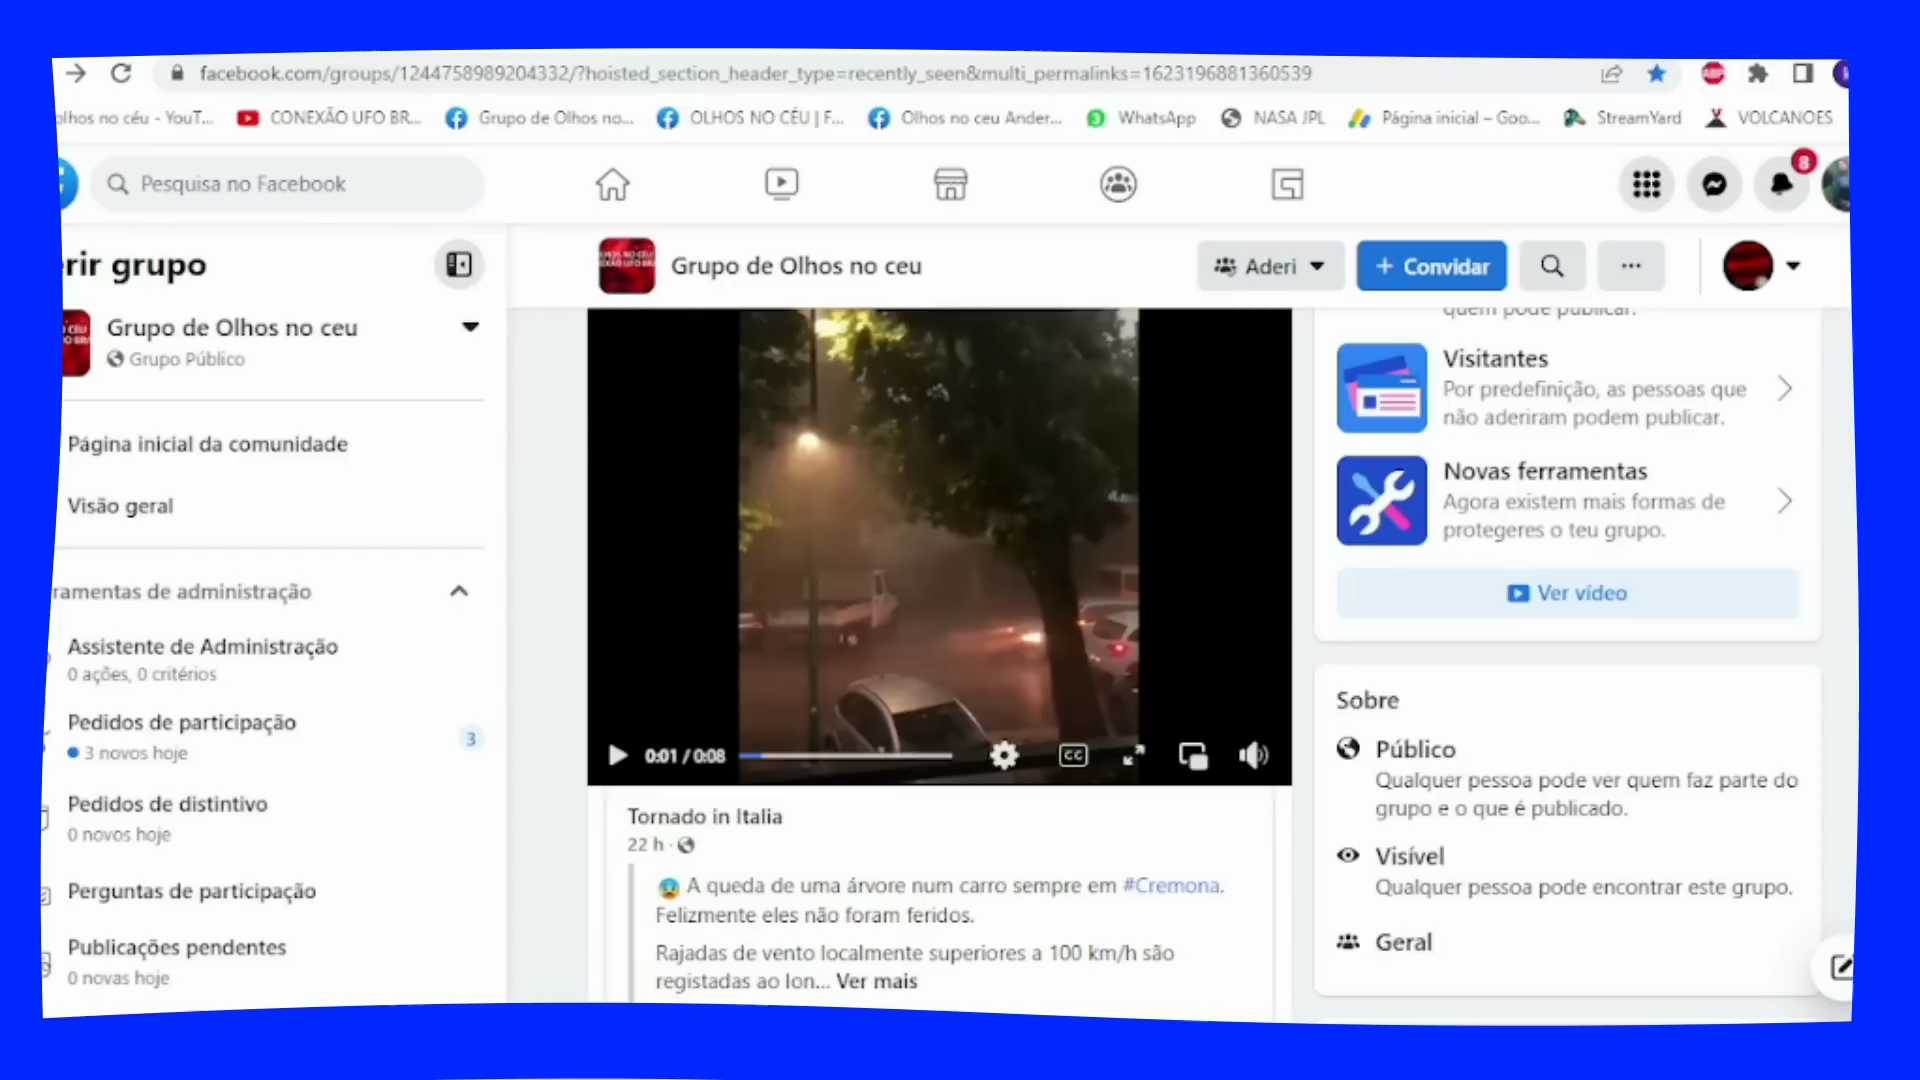 facebook.com/groups/1244758989204332/?hoisted_section_header_type=recently_seen&multi_permalinks=1623196881360539
olhos no céu - YouT...
CONEXÃO UFO BR...
Grupo de Olhos no...
OLHOS NO CÉU | F...
Olhos no ceu Ander...
WhatsApp
NASA JPL
Página inicial – Goo...
StreamYard
VOLCANOES
Pesquisa no Facebook
8
erir grupo
Grupo de Olhos no ceu
Grupo Público
Página inicial da comunidade
Visão geral
ramentas de administração
Assistente de Administração
0 ações, 0 critérios
Pedidos de participação
3 novos hoje
3
Pedidos de distintivo
0 novos hoje
Perguntas de participação
Publicações pendentes
0 novas hoje
Grupo de Olhos no ceu
Aderi
+ Convidar
0:01 / 0:08
CC
Tornado in Italia
22 h ·
A queda de uma árvore num carro sempre em #Cremona.
Felizmente eles não foram feridos.
Rajadas de vento localmente superiores a 100 km/h são
registadas ao lon... Ver mais
quem pode publicar.
Visitantes
Por predefinição, as pessoas que
não aderiram podem publicar.
Novas ferramentas
Agora existem mais formas de
protegeres o teu grupo.
Ver vídeo
Sobre
Público
Qualquer pessoa pode ver quem faz parte do
grupo e o que é publicado.
Visível
Qualquer pessoa pode encontrar este grupo.
Geral